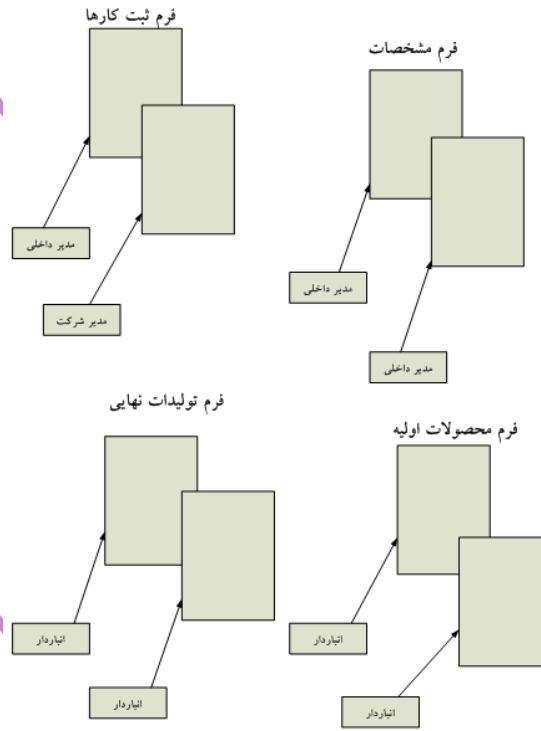 فرم ثبت کارها
فرم مشخصات
مدیر داخلی
مدیر شرکت
مدیر داخلی
مدیر داخلی
فرم تولیدات نهایی
فرم محصولات اولیه
انباردار
انباردار
انباردار
انباردار